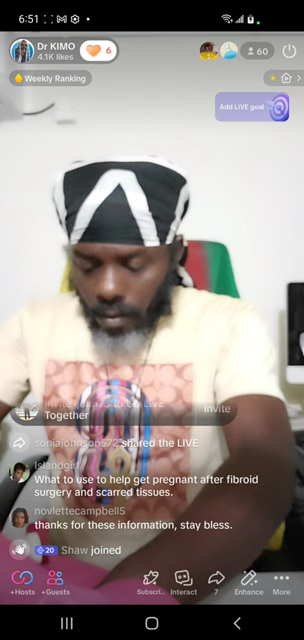 6:51
Dr KIMO
4.1K likes
6
60
Weekly Ranking
Add LIVE goal
Together
Invite
soniajohnson572 shared the LIVE
Islandgirl
What to use to help get pregnant after fibroid
surgery and scarred tissues.
novlettecampbell5
thanks for these information, stay bless.
20 Shaw joined
+Hosts
+Guests
Subscri...
Interact
7
Enhance
More